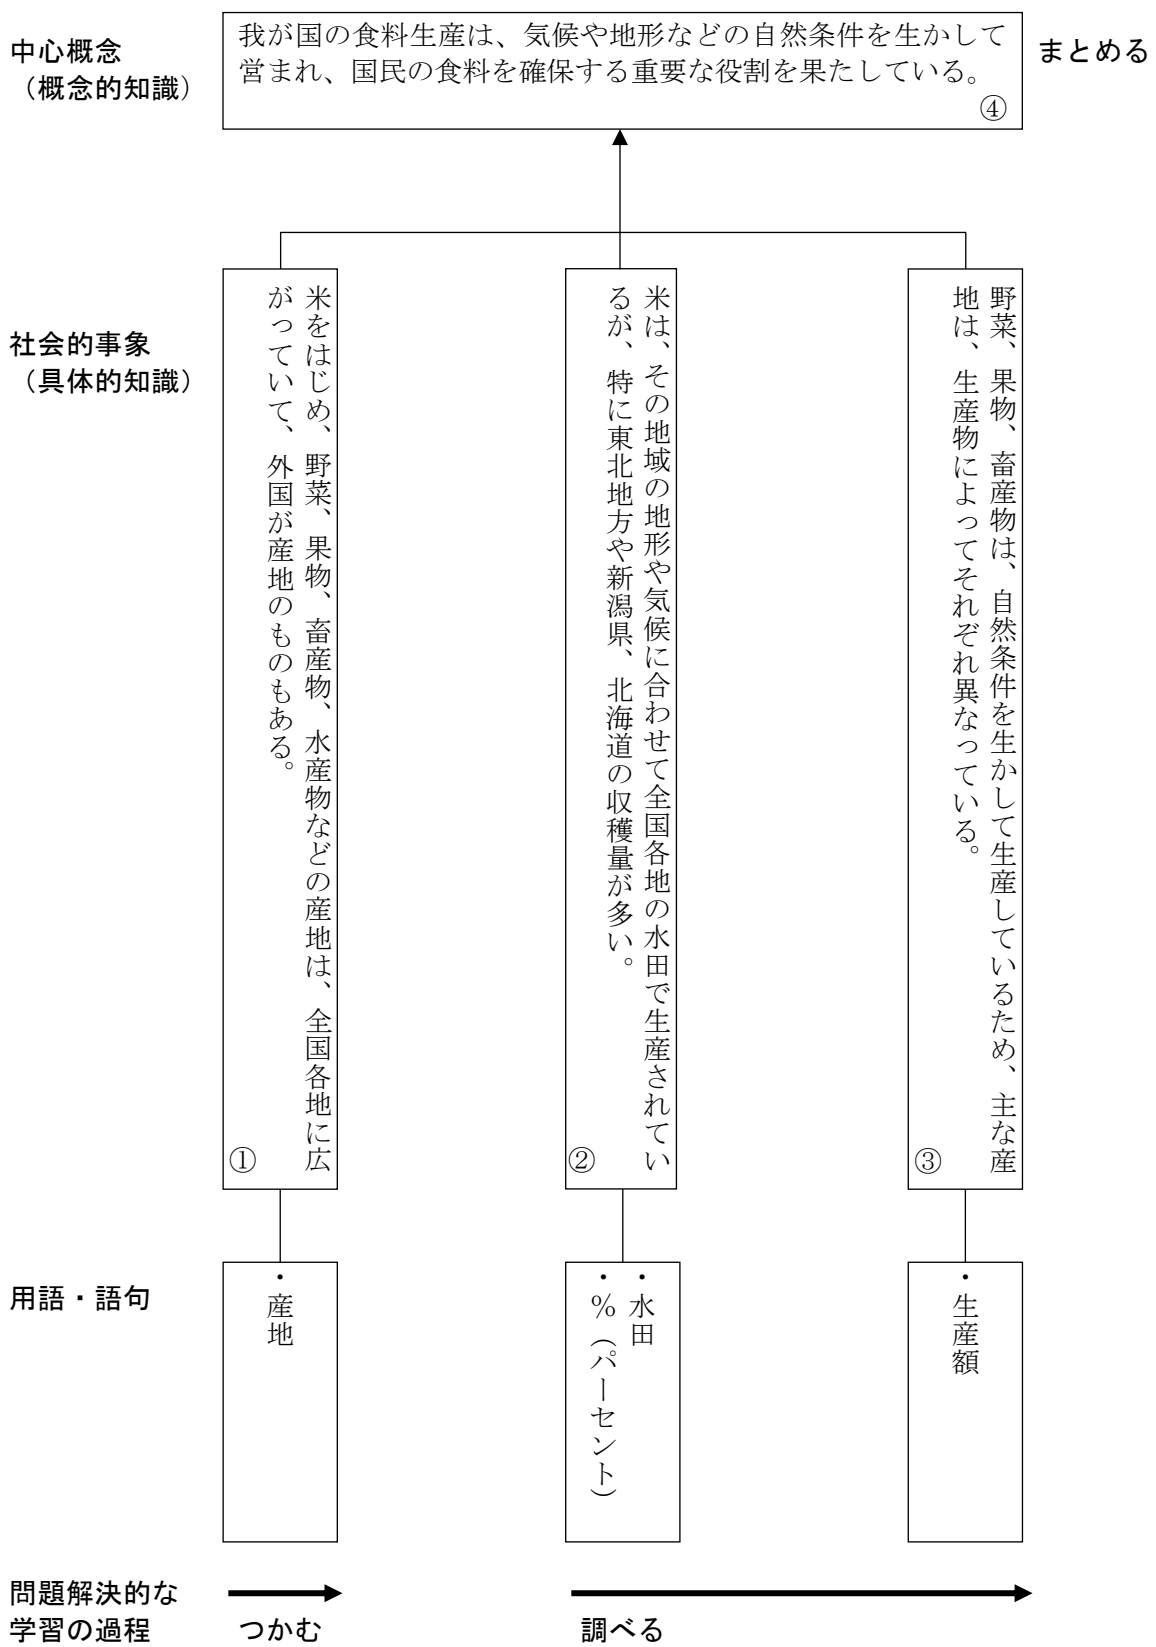 中心概念
（概念的知識）
我が国の食料生産は、気候や地形などの自然条件を生かして
営まれ、国民の食料を確保する重要な役割を果たしている。
④
まとめる
社会的事象
（具体的知識）
米をはじめ、野菜、果物、畜産物、水産物などの産地は、全国各地に広
がっていて、外国が産地のものもある。
①
米は、その地域の地形や気候に合わせて全国各地の水田で生産されてい
るが、特に東北地方や新潟県、北海道の収穫量が多い。
②
野菜、果物、畜産物は、自然条件を生かして生産しているため、主な産
地は、生産物によってそれぞれ異なっている。
③
用語・語句
・産地
・水田
・％（パーセント）
・生産額
問題解決的な
学習の過程
つかむ
調べる